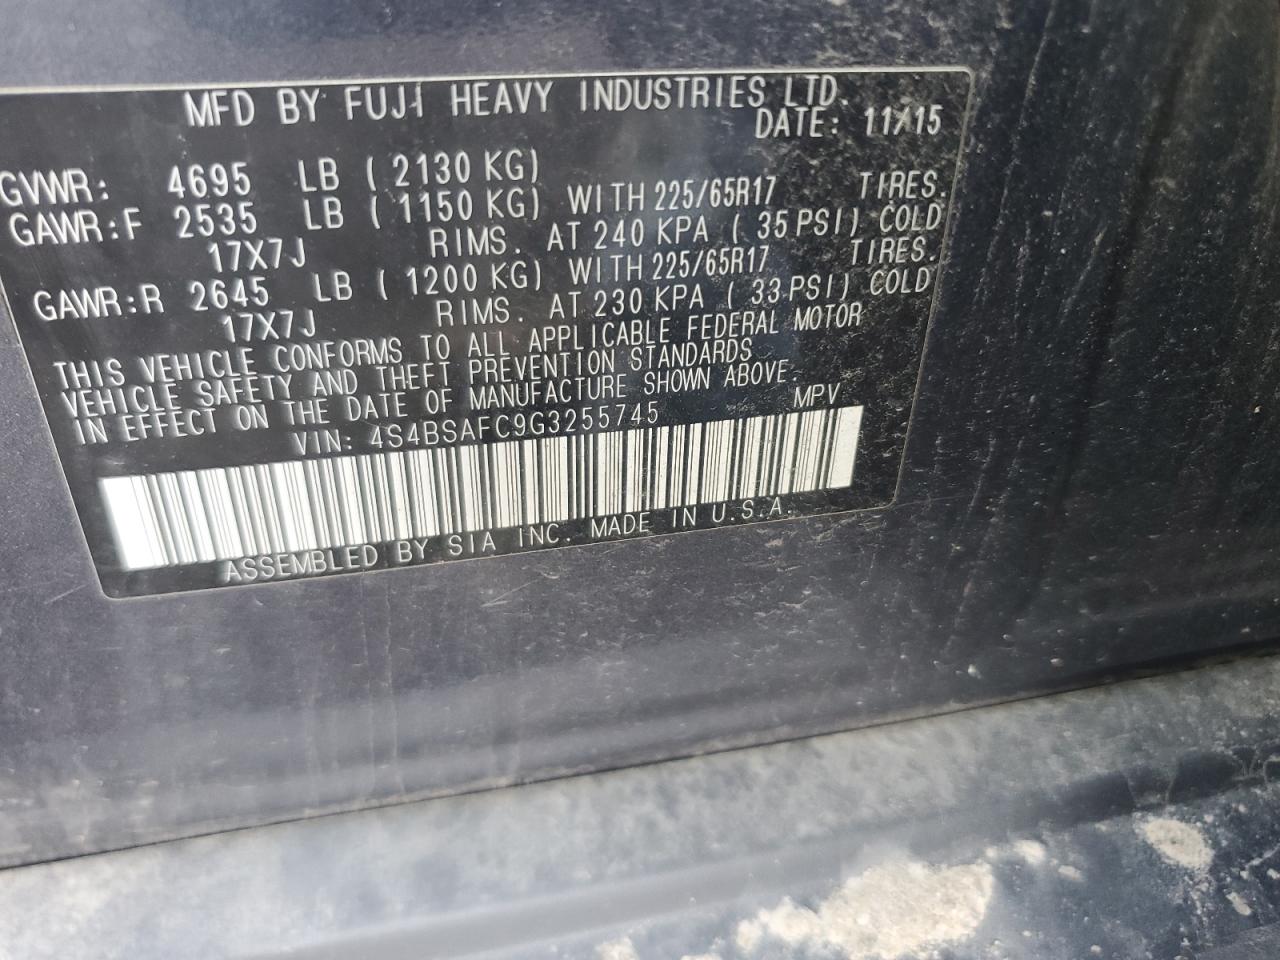 MFD BY FUJI HEAVY INDUSTRIES LTD.
DATE: 11/15
GVWR: 4695 LB ( 2130 KG)
GAWR:F 2535 LB ( 1150 KG) WITH 225/65R17 TIRES.
17X7J RIMS. AT 240 KPA ( 35 PSI) COLD
GAWR:R 2645 LB ( 1200 KG) WITH 225/65R17 TIRES.
17X7J RIMS. AT 230 KPA ( 33 PSI) COLD
THIS VEHICLE CONFORMS TO ALL APPLICABLE FEDERAL MOTOR
VEHICLE SAFETY AND THEFT PREVENTION STANDARDS
IN EFFECT ON THE DATE OF MANUFACTURE SHOWN ABOVE.
VIN: 4S4BSAFC9G3255745 MPV
ASSEMBLED BY SIA INC. MADE IN U.S.A.